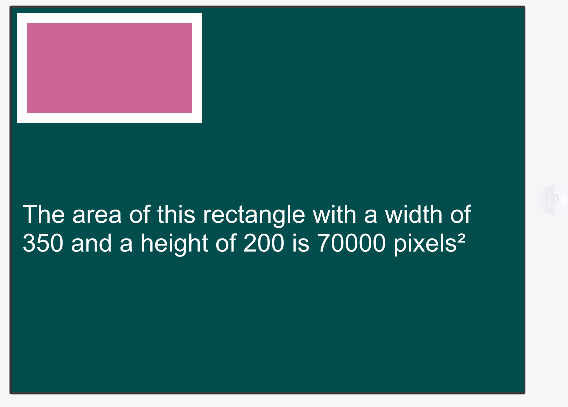 The area of this rectangle with a width of
350 and a height of 200 is 70000 pixels²